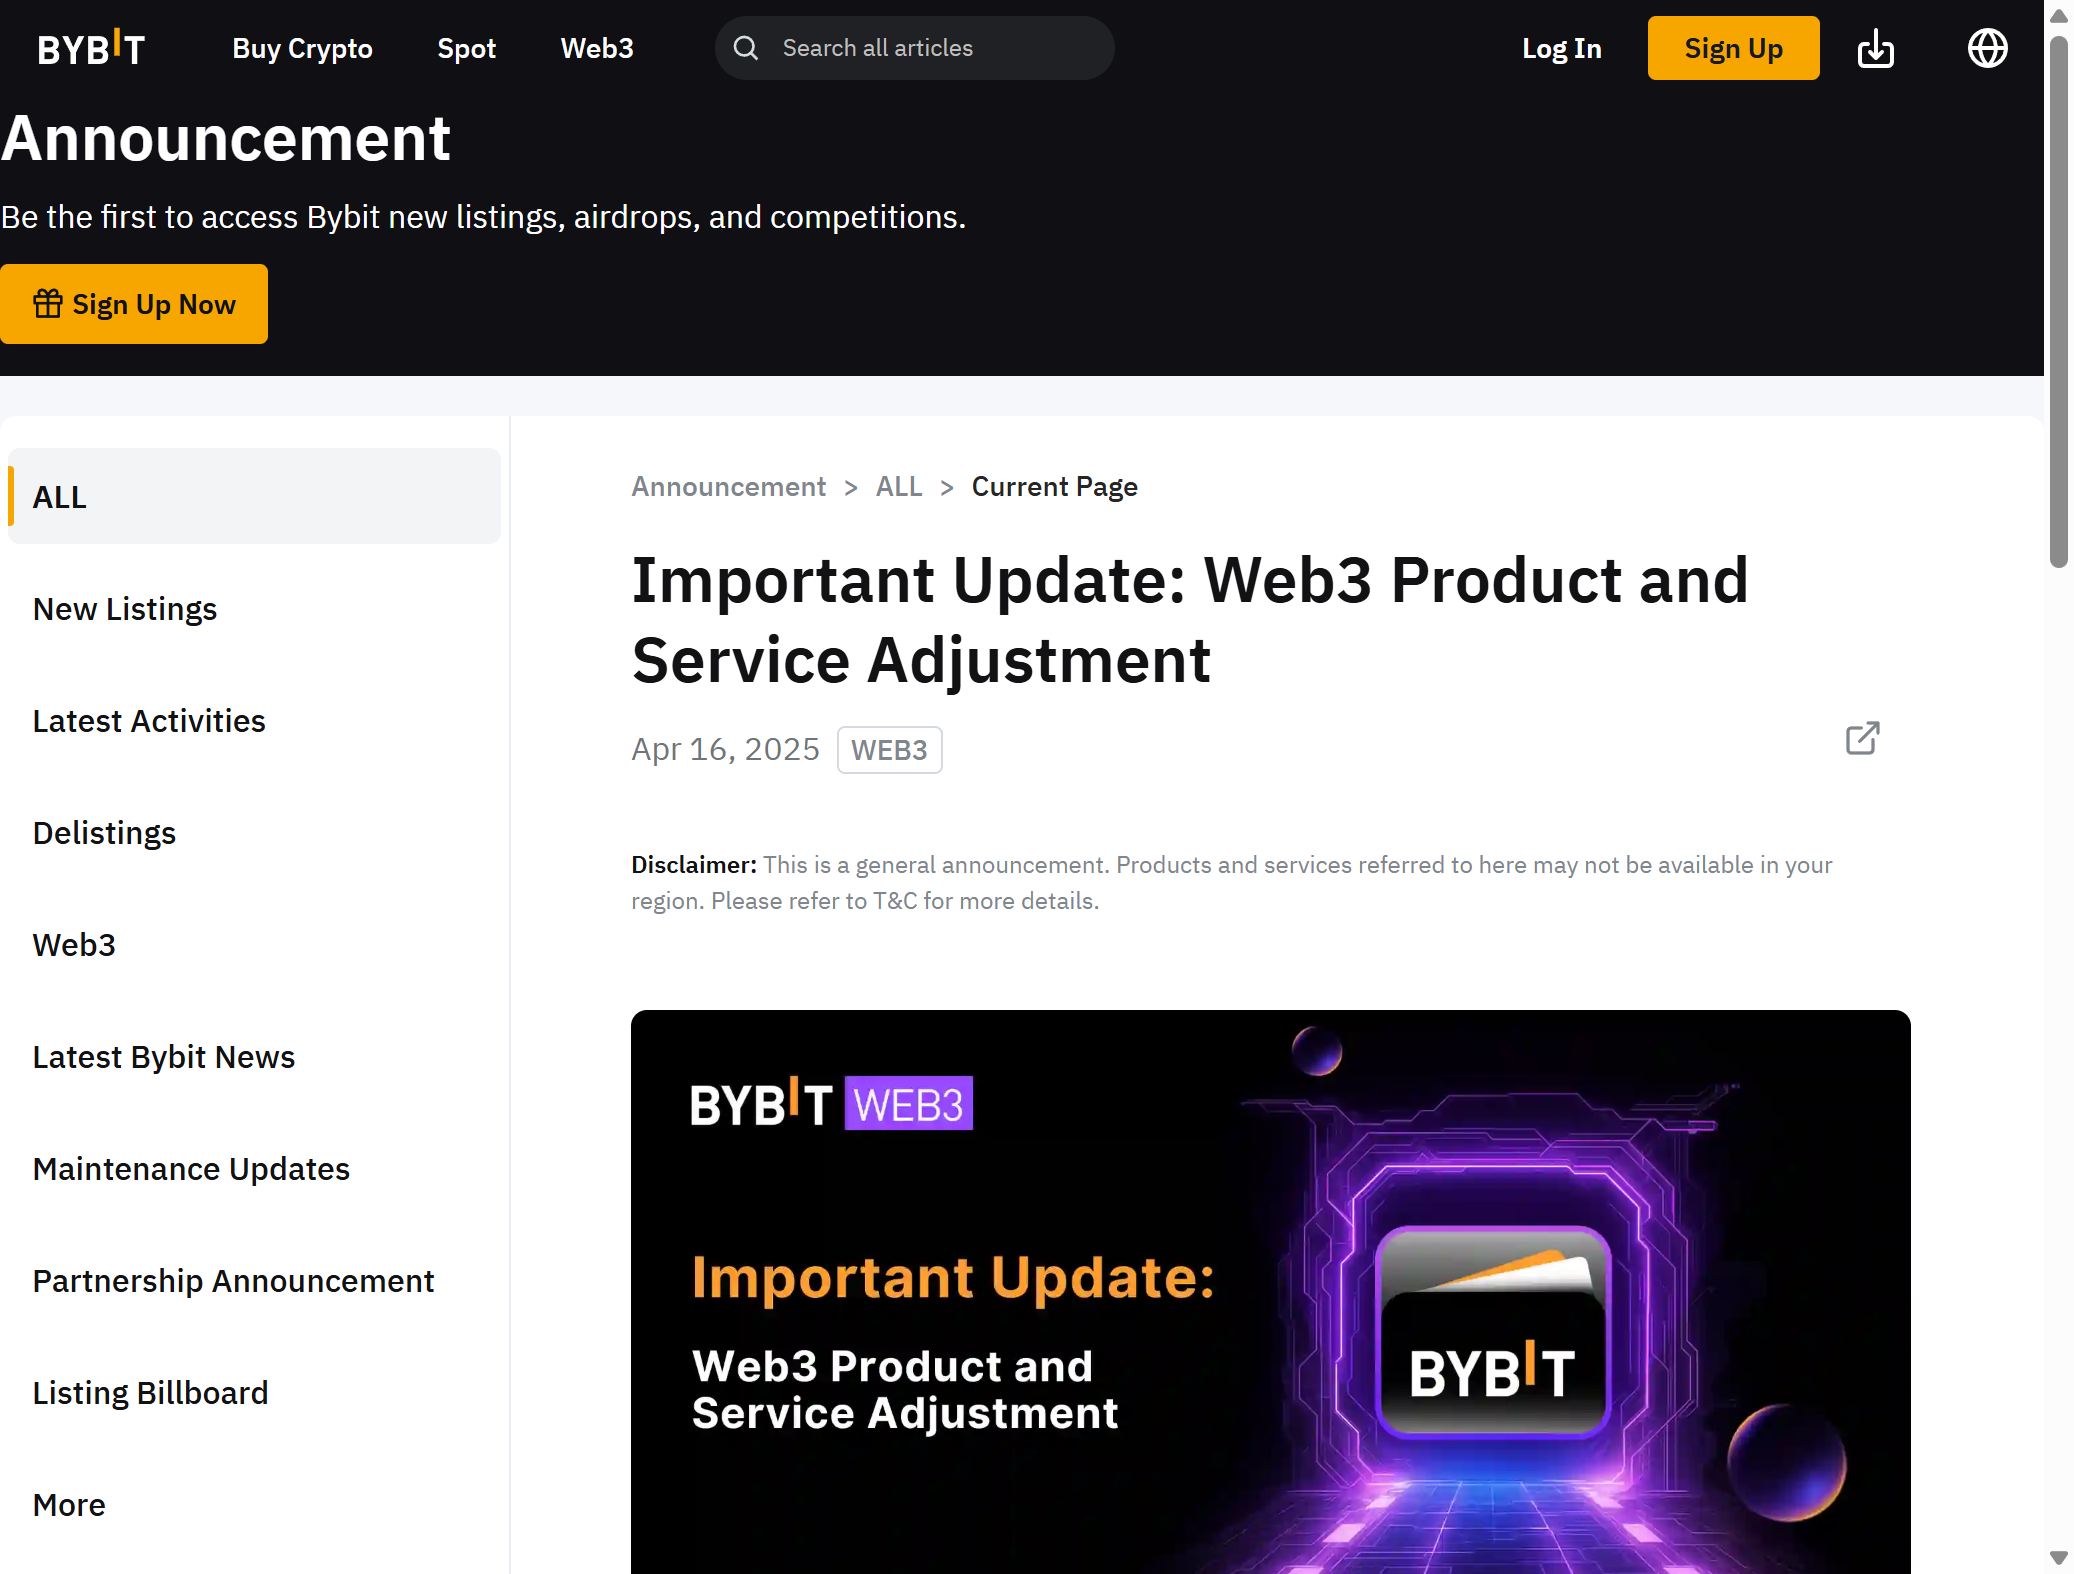 BYBIT
Buy Crypto
Spot
Web3
Search all articles
Log In
Sign Up
Announcement
Be the first to access Bybit new listings, airdrops, and competitions.
Sign Up Now
ALL
New Listings
Latest Activities
Delistings
Web3
Latest Bybit News
Maintenance Updates
Partnership Announcement
Listing Billboard
More
Announcement > ALL > Current Page
Important Update: Web3 Product and
Service Adjustment
Apr 16, 2025 WEB3
Disclaimer: This is a general announcement. Products and services referred to here may not be available in your
region. Please refer to T&C for more details.
BYBIT WEB3
Important Update:
Web3 Product and
Service Adjustment
BYBIT